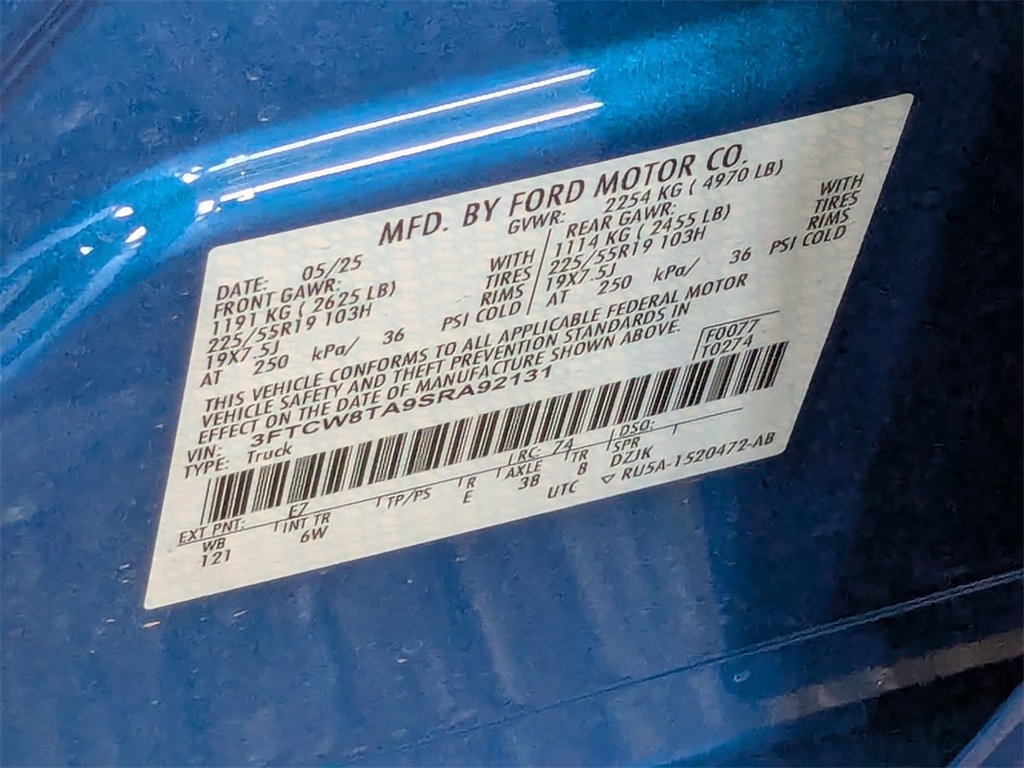 MFD. BY FORD MOTOR CO.
DATE: 05/25
GVWR: 2254 KG ( 4970 LB)
FRONT GAWR:
1191 KG ( 2625 LB)
WITH
225/55R19 103H
TIRES
19X7.5J
RIMS
AT 250 kPa/ 36 PSI COLD
REAR GAWR:
1114 KG ( 2455 LB)
WITH
225/55R19 103H
TIRES
19X7.5J
RIMS
AT 250 kPa/ 36 PSI COLD
THIS VEHICLE CONFORMS TO ALL APPLICABLE FEDERAL MOTOR
VEHICLE SAFETY AND THEFT PREVENTION STANDARDS IN
EFFECT ON THE DATE OF MANUFACTURE SHOWN ABOVE.
VIN: 3FTCW8TA9SRA92131
F0077
TYPE: Truck
T0274
EXT PNT: EZ LRC: 74 DSO:
WB INT TR TP/PS R AXLE TR SPR
121 6W E 38 8 DZJK
UTC ▽ RU5A-1520472-AB